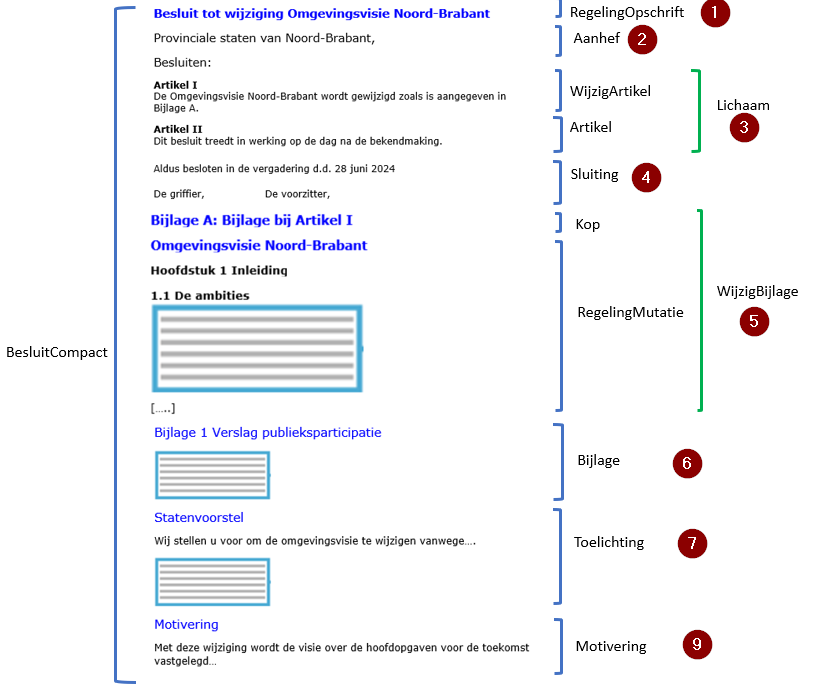 Besluit tot wijziging Omgevingsvisie Noord-Brabant
RegelingOpschrift
1
Provinciale staten van Noord-Brabant,
Aanhef
2
Besluiten:
Artikel I
De Omgevingsvisie Noord-Brabant wordt gewijzigd zoals is aangegeven in
Bijlage A.
WijzigArtikel
Lichaam
3
Artikel II
Dit besluit treedt in werking op de dag na de bekendmaking.
Artikel
Aldus besloten in de vergadering d.d. 28 juni 2024
Sluiting
4
De griffier,
De voorzitter,
Bijlage A: Bijlage bij Artikel I
Kop
Omgevingsvisie Noord-Brabant
Hoofdstuk 1 Inleiding
1.1 De ambities
RegelingMutatie
WijzigBijlage
5
BesluitCompact
[.....]
Bijlage 1 Verslag publieksparticipatie
Bijlage
6
Statenvoorstel
Wij stellen u voor om de omgevingsvisie te wijzigen vanwege....
Toelichting
7
Motivering
Met deze wijziging wordt de visie over de hoofdopgaven voor de toekomst
vastgelegd...
Motivering
9